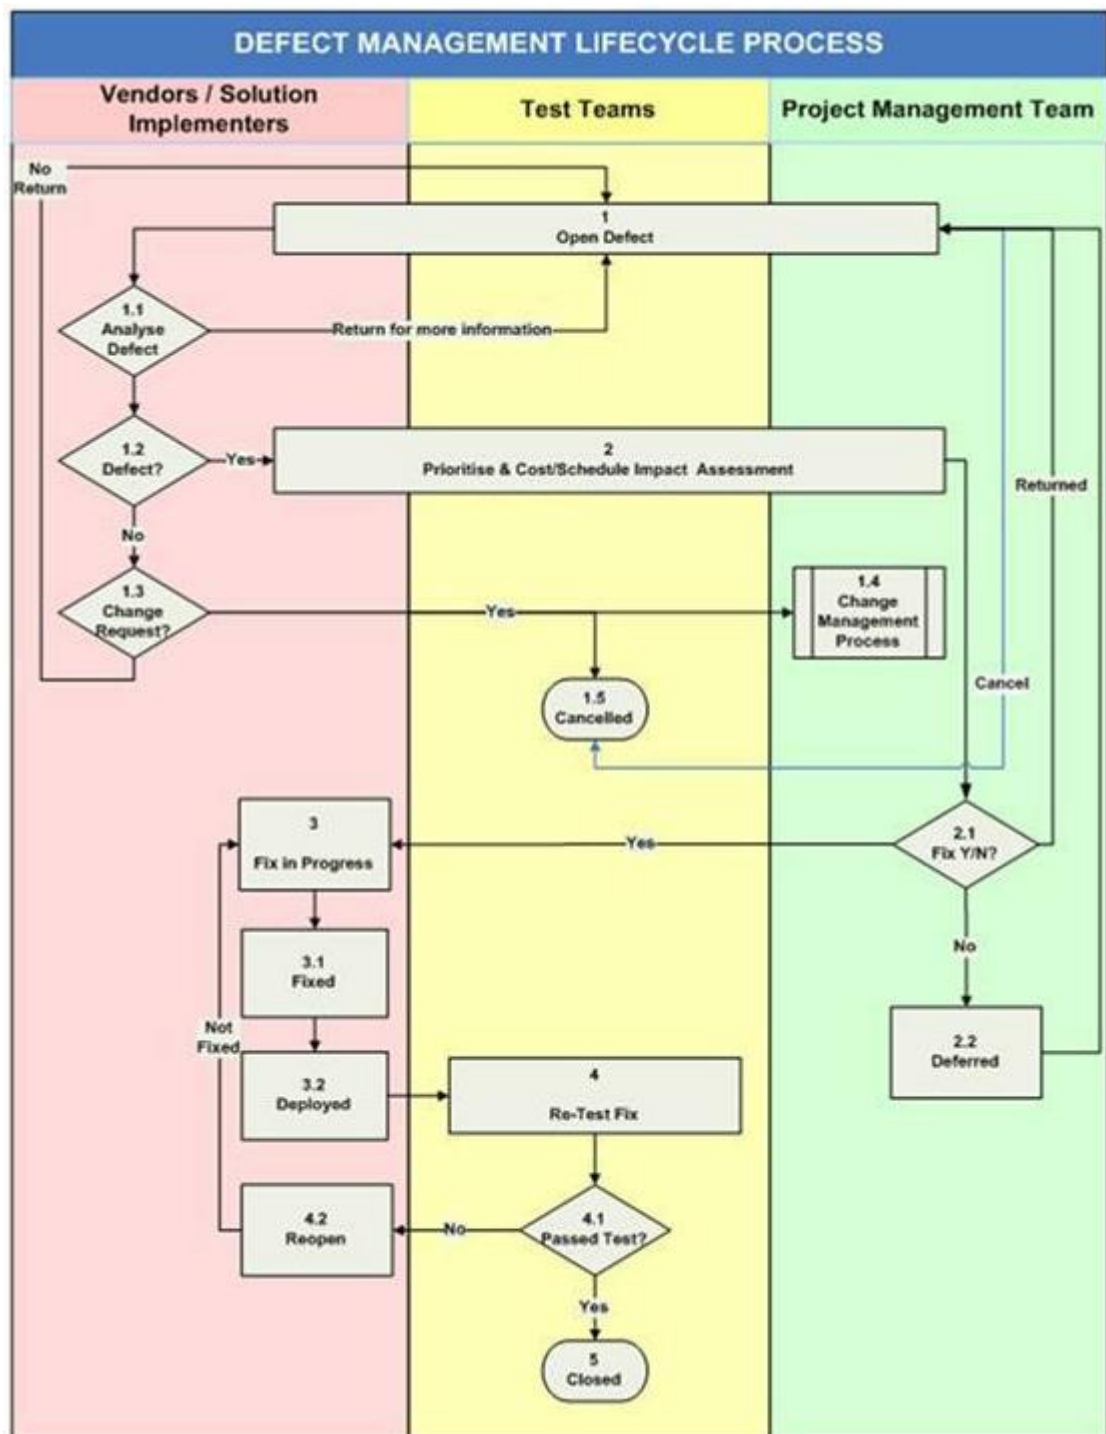 DEFECT MANAGEMENT LIFECYCLE PROCESS
Vendors / Solution
Implementers
Test Teams
Project Management Team
No
Return
1
Open Defect
1.1
Analyse
Defect
Return for more information
1.2
Defect?
Yes
2
Prioritise & Cost/Schedule Impact Assessment
Returned
No
1.3
Change
Request?
Yes
1.4
Change
Management
Process
1.5
Cancelled
Cancel
3
Fix in Progress
Yes
2.1
Fix Y/N?
No
3.1
Fixed
Not
Fixed
2.2
Deferred
3.2
Deployed
4
Re-Test Fix
4.2
Reopen
No
4.1
Passed Test?
Yes
5
Closed